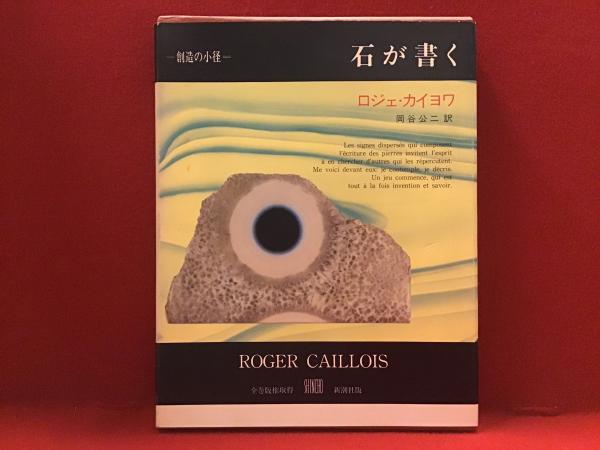 ―創造の小径―
石が書く
ロジェ・カイヨワ
岡谷公二 訳
Les signes dispersés qui composent
l'écriture des pierres invitent l'esprit
à en chercher d'autres qui les répercutent.
Me voici devant eux: je contemple, je décris.
Un jeu commence, qui est
tout à la fois invention et savoir.
ROGER CAILLOIS
全巻版権取得 SHINCHO 新潮社版